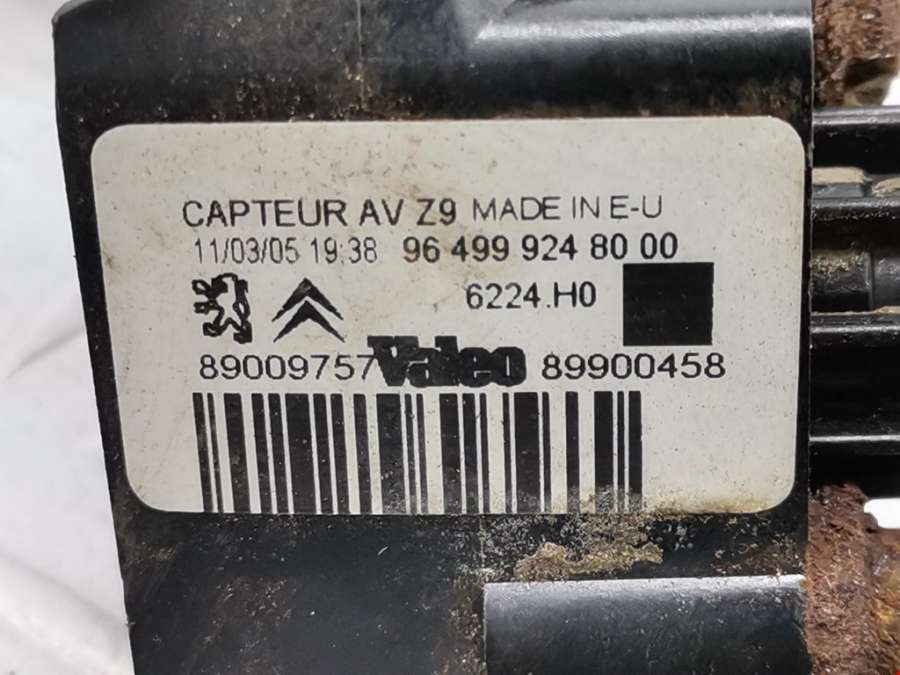 CAPTEUR AV Z9 MADE IN E-U
11/03/05 19:38 96 499 924 80 00
6224.H0
89009757 Valeo 89900458